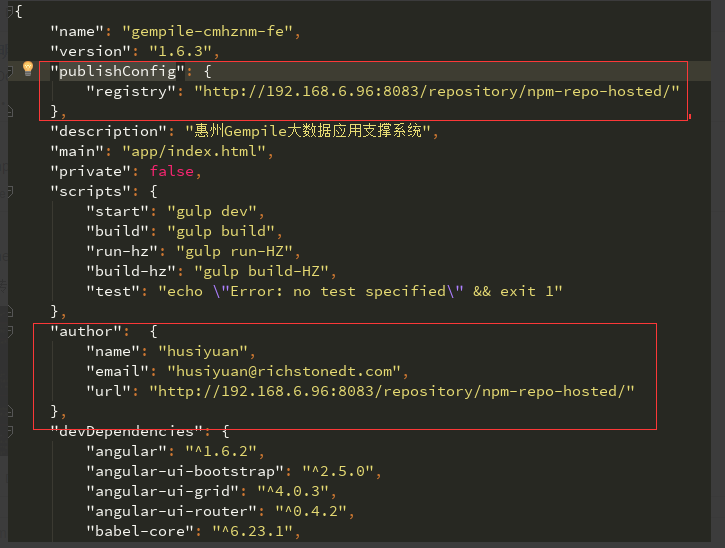 {
"name": "gempile-cmhznm-fe",
"version": "1.6.3",
"publishConfig": {
"registry": "http://192.168.6.96:8083/repository/npm-repo-hosted/"
},
"description": "惠州Gempile大数据应用支撑系统",
"main": "app/index.html",
"private": false,
"scripts": {
"start": "gulp dev",
"build": "gulp build",
"run-hz": "gulp run-HZ",
"build-hz": "gulp build-HZ",
"test": "echo \"Error: no test specified\" && exit 1"
},
"author":  {
"name": "husiyuan",
"email": "husiyuan@richstonedt.com",
"url": "http://192.168.6.96:8083/repository/npm-repo-hosted/"
},
"devDependencies": {
"angular": "^1.6.2",
"angular-ui-bootstrap": "^2.5.0",
"angular-ui-grid": "^4.0.3",
"angular-ui-router": "^0.4.2",
"babel-core": "^6.23.1",